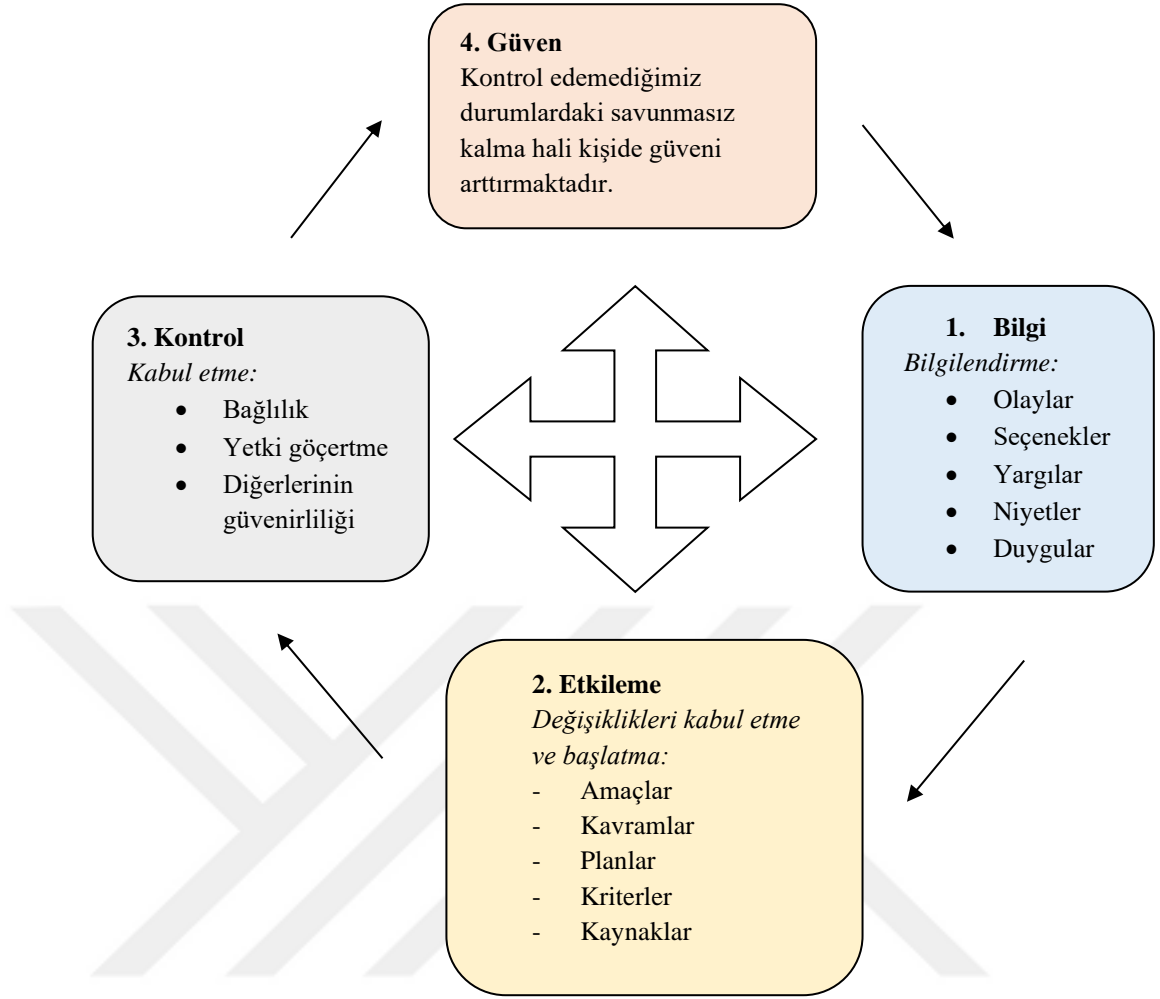 4. Güven
Kontrol edemediğimiz
durumlardaki savunmasız
kalma hali kişide güveni
arttırmaktadır.
3. Kontrol
Kabul etme:
• Bağlılık
• Yetki göçertme
• Diğerlerinin
güvenirliliği
1. Bilgi
Bilgilendirme:
• Olaylar
• Seçenekler
• Yargılar
• Niyetler
• Duygular
2. Etkileme
Değişiklikleri kabul etme
ve başlatma:
- Amaçlar
- Kavramlar
- Planlar
- Kriterler
- Kaynaklar